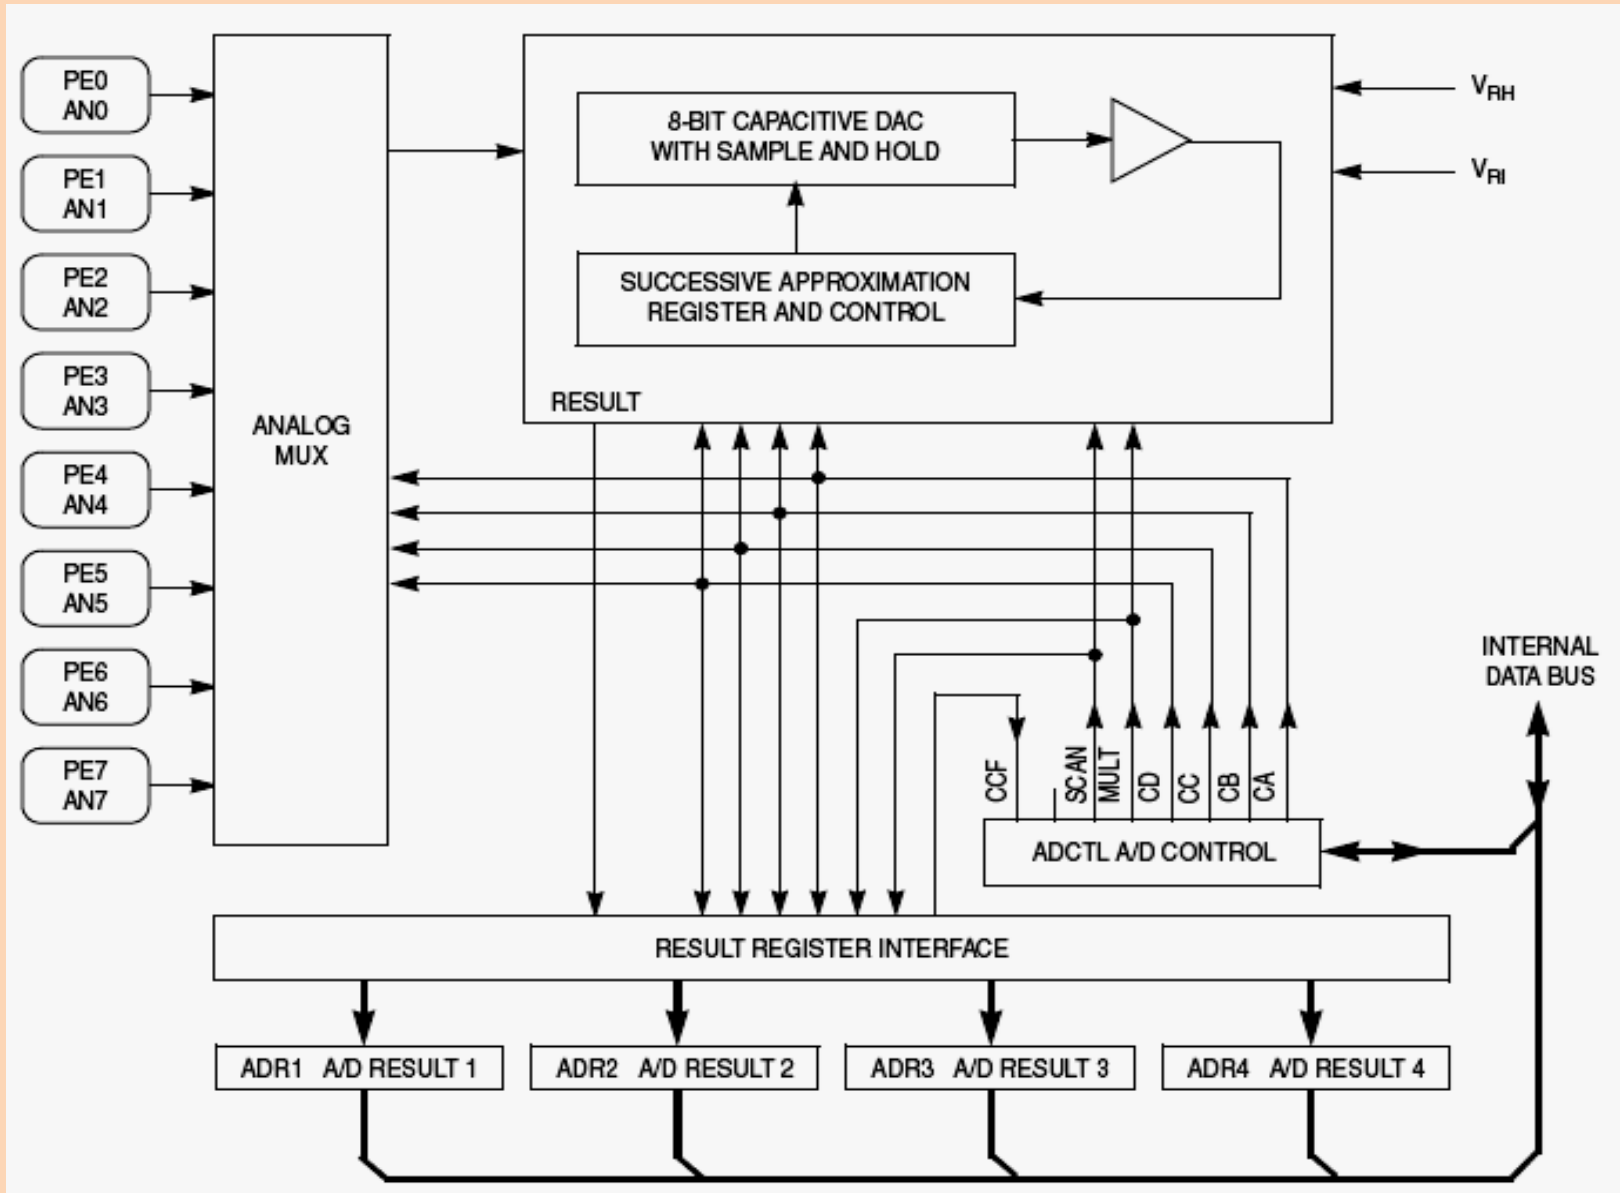 PE0
AN0
PE1
AN1
PE2
AN2
PE3
AN3
PE4
AN4
PE5
AN5
PE6
AN6
PE7
AN7
ANALOG
MUX
8-BIT CAPACITIVE DAC
WITH SAMPLE AND HOLD
SUCCESSIVE APPROXIMATION
REGISTER AND CONTROL
RESULT
VRH
VRI
INTERNAL
DATA BUS
CCF
SCAN
MULT
CD
CC
CB
CA
ADCTL A/D CONTROL
RESULT REGISTER INTERFACE
ADR1 A/D RESULT 1
ADR2 A/D RESULT 2
ADR3 A/D RESULT 3
ADR4 A/D RESULT 4